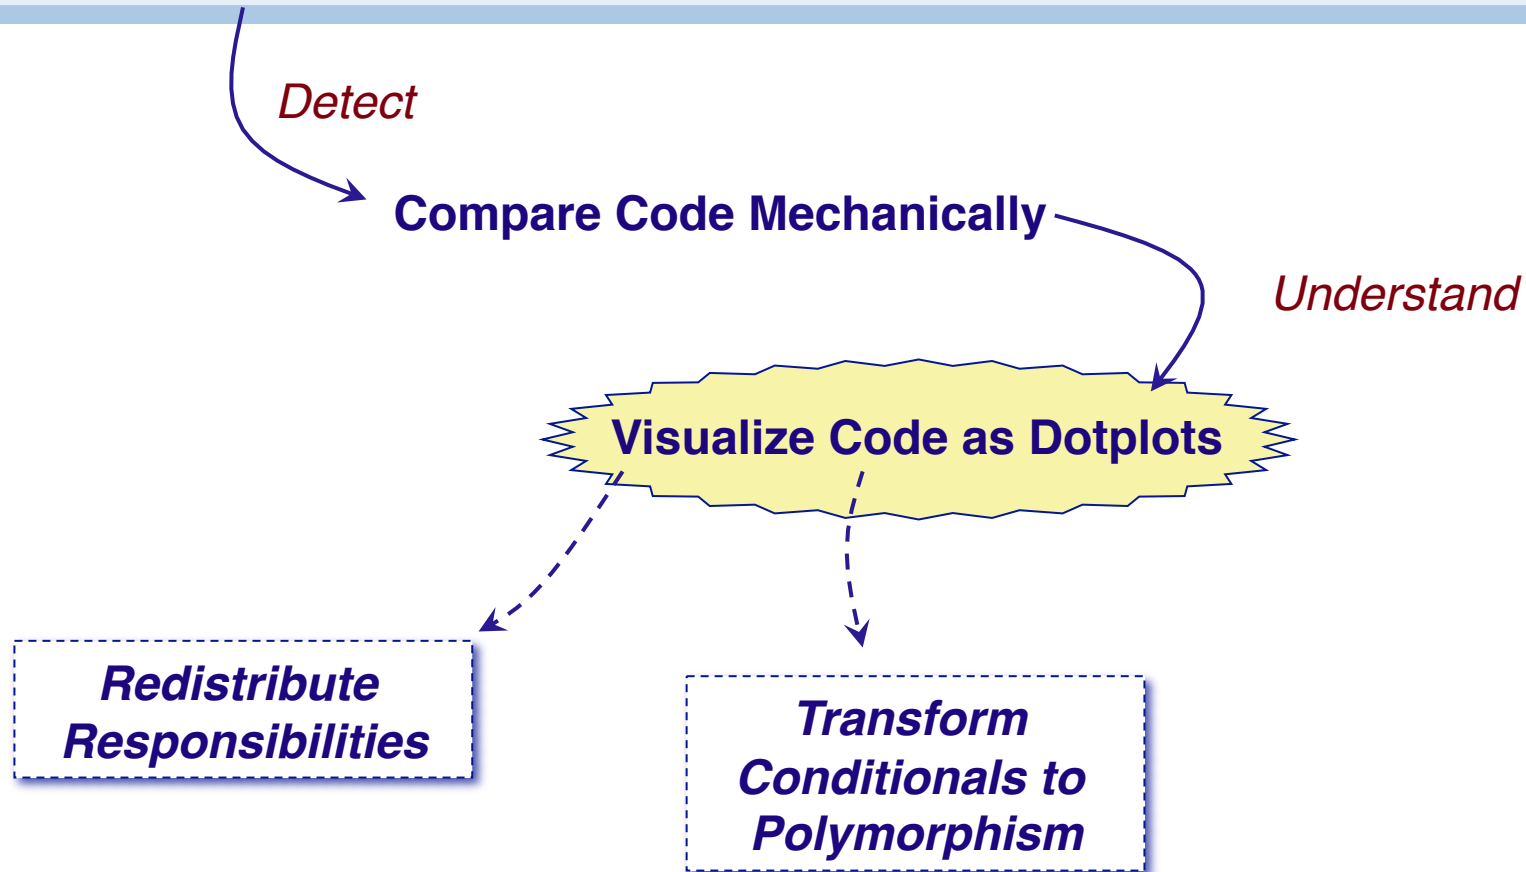 Detect
Compare Code Mechanically
Understand
Visualize Code as Dotplots
Redistribute
Responsibilities
Transform
Conditionals to
Polymorphism